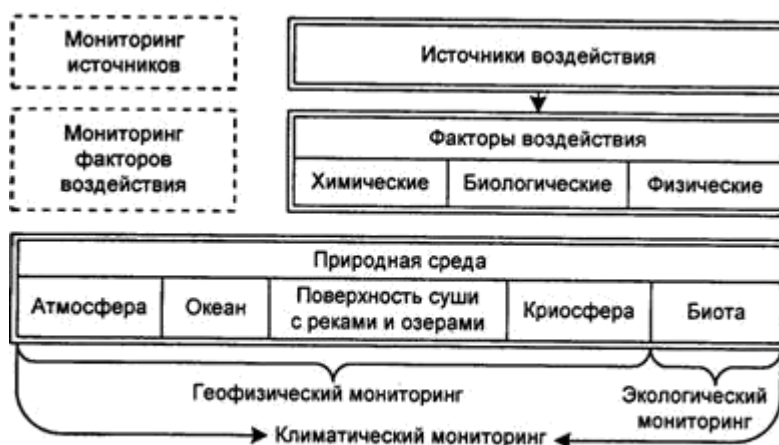 Мониторинг
источников
Источники воздействия
Мониторинг
факторов
воздействия
Факторы воздействия
Химические
Биологические
Физические
Природная среда
Атмосфера
Океан
Поверхность суши
с реками и озерами
Криосфера
Биота
Геофизический мониторинг
Экологический
мониторинг
Климатический мониторинг